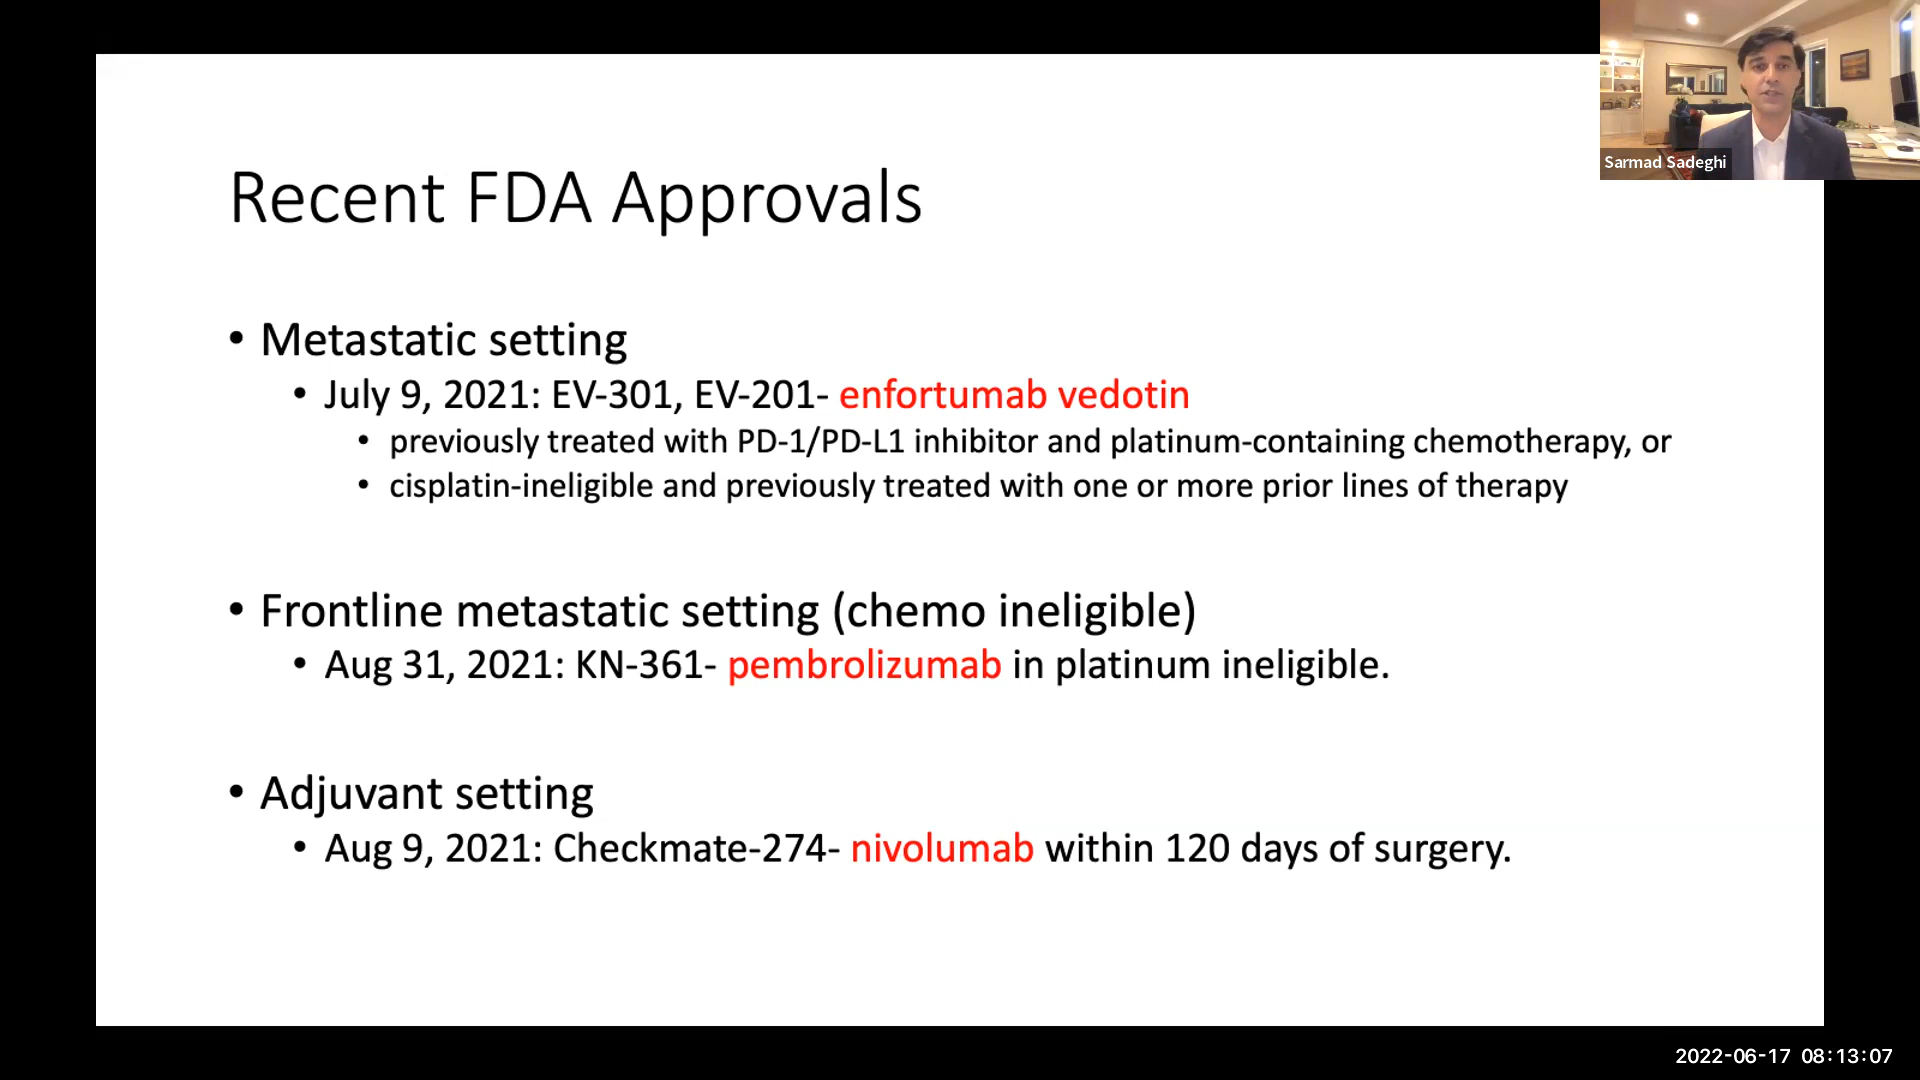 Sarmad Sadeghi
Recent FDA Approvals
• Metastatic setting
• July 9, 2021: EV-301, EV-201- enfortumab vedotin
• previously treated with PD-1/PD-L1 inhibitor and platinum-containing chemotherapy, or
• cisplatin-ineligible and previously treated with one or more prior lines of therapy
• Frontline metastatic setting (chemo ineligible)
• Aug 31, 2021: KN-361- pembrolizumab in platinum ineligible.
• Adjuvant setting
• Aug 9, 2021: Checkmate-274- nivolumab within 120 days of surgery.
2022-06-17 08:13:07